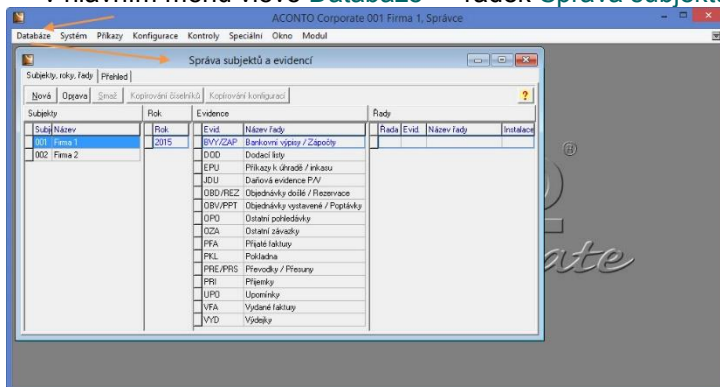 V hlavním menu vlevo Databáze – řádek Správa subjektů
ACONTO Corporate 001 Firma 1, Správce
Databáze Systém Příkazy Konfigurace Kontroly Speciální Okno Modul
Správa subjektů a evidencí
Subjekty, roky, řady Přehled
Nová Oprava Smaž Kopírování číselníků Kopírování konfigurací ?
Subjekty Rok Evidence Řady
Subj Název Rok Evid. Název řady Rada Evid. Název řady Instalace
001 Firma 1 2015 BVY/ZAP Bankovní výpisy / Zápočty
002 Firma 2 DOD Dodací listy
EPU Příkazy k úhradě / inkasu
JDU Daňová evidence P/V
OBD/REZ Objednávky došlé / Rezervace
OBV/PPT Objednávky vystavené / Poptávky
OPO Ostatní pohledávky
OZA Ostatní závazky
PFA Přijaté faktury
PKL Pokladna
PRE/PRS Převodky / Přesuny
PRI Příjemky
UPO Upomínky
VFA Vydané faktury
VYD Výdejky
ate